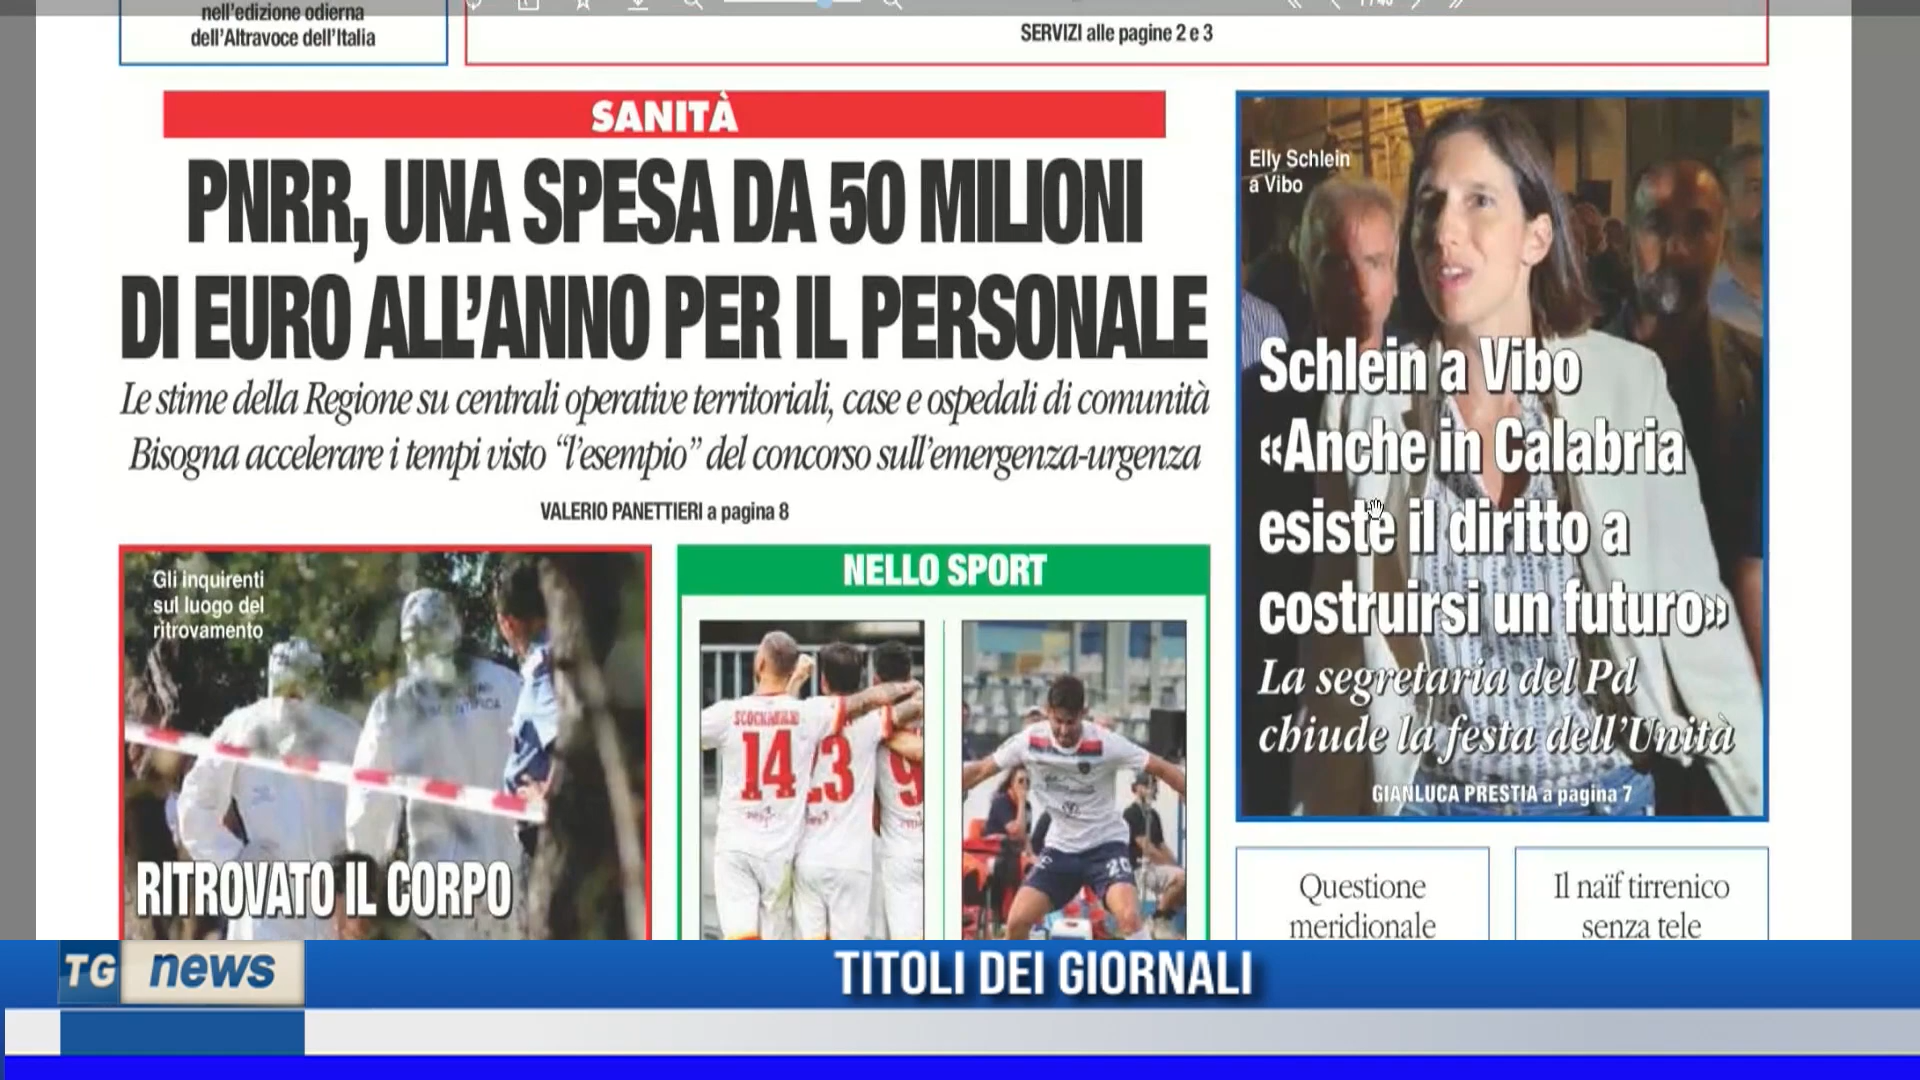 nell'edizione odierna
dell'Altravoce dell'Italia
SERVIZI alle pagine 2 e 3
SANITÀ
PNRR, UNA SPESA DA 50 MILIONI
DI EURO ALL'ANNO PER IL PERSONALE
Le stime della Regione su centrali operative territoriali, case e ospedali di comunità
Bisogna accelerare i tempi visto “l'esempio” del concorso sull'emergenza-urgenza
VALERIO PANETTIERI a pagina 8
Elly Schlein
a Vibo
Schlein a Vibo
«Anche in Calabria
esiste il diritto a
costruirsi un futuro»
La segretaria del Pd
chiude la festa dell'Unità
GIANLUCA PRESTIA a pagina 7
Gli inquirenti
sul luogo del
ritrovamento
RITROVATO IL CORPO
NELLO SPORT
14
23
9
20
Questione
meridionale
Il naïf tirrenico
senza tele
TG news
TITOLI DEI GIORNALI